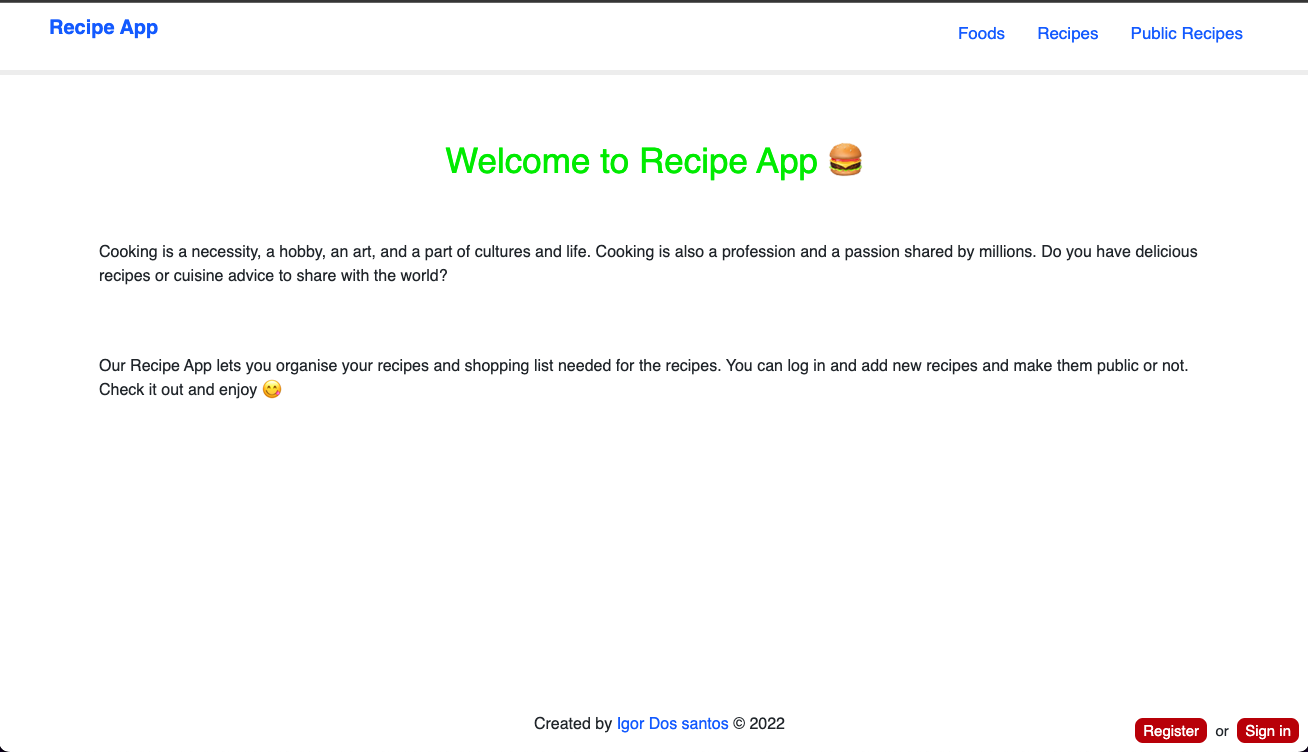 Recipe App
Foods Recipes Public Recipes
Welcome to Recipe App 🍔
Cooking is a necessity, a hobby, an art, and a part of cultures and life. Cooking is also a profession and a passion shared by millions. Do you have delicious
recipes or cuisine advice to share with the world?
Our Recipe App lets you organise your recipes and shopping list needed for the recipes. You can log in and add new recipes and make them public or not.
Check it out and enjoy 😋
Created by Igor Dos santos © 2022
Register or Sign in